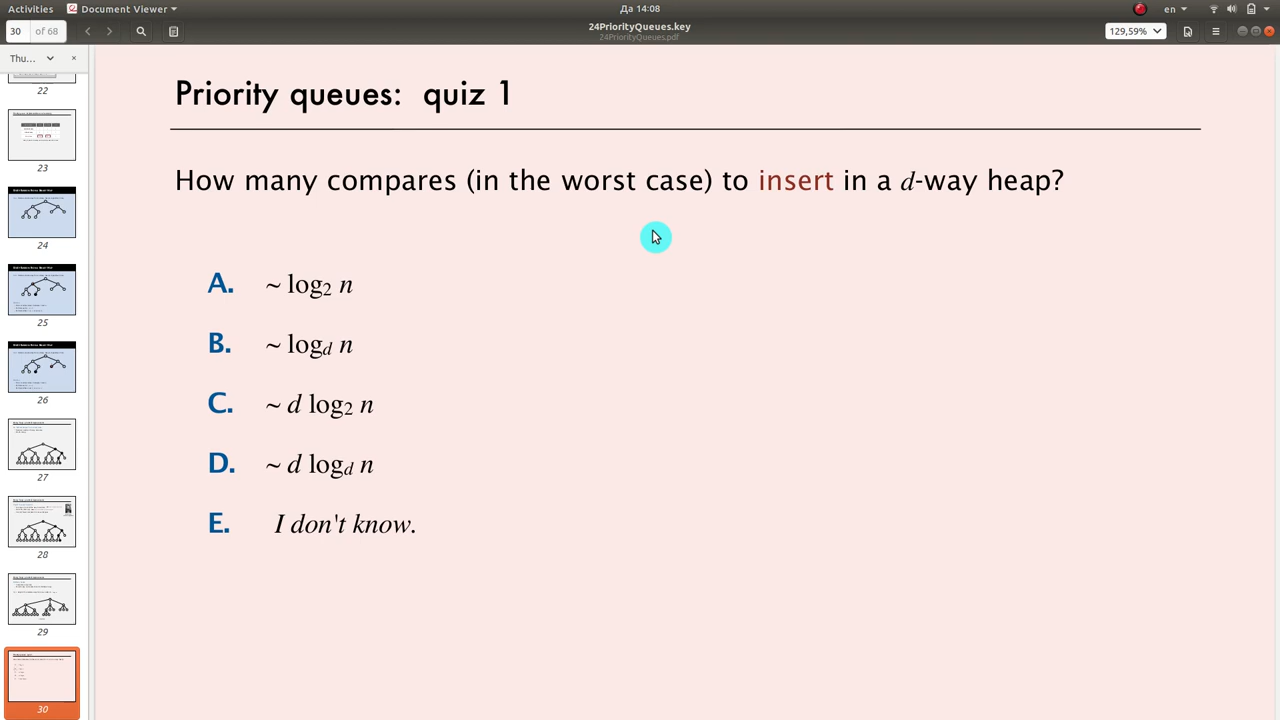 Activities
Document Viewer
Да 14:08
en
30
of 68
24PriorityQueues.key
24PriorityQueues.pdf
129,59%
Thu...
×
22
23
24
25
26
27
28
29
30
Priority queues: quiz 1
How many compares (in the worst case) to insert in a d-way heap?
A. ~ log₂ n
B. ~ log_d n
C. ~ d log₂ n
D. ~ d log_d n
E. I don't know.